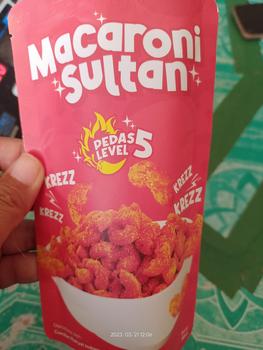 Macaroni
Sultan
PEDAS
LEVEL 5
KREZZ
KREZZ
KREZZ
KREZZ
2023/03/21 12:06